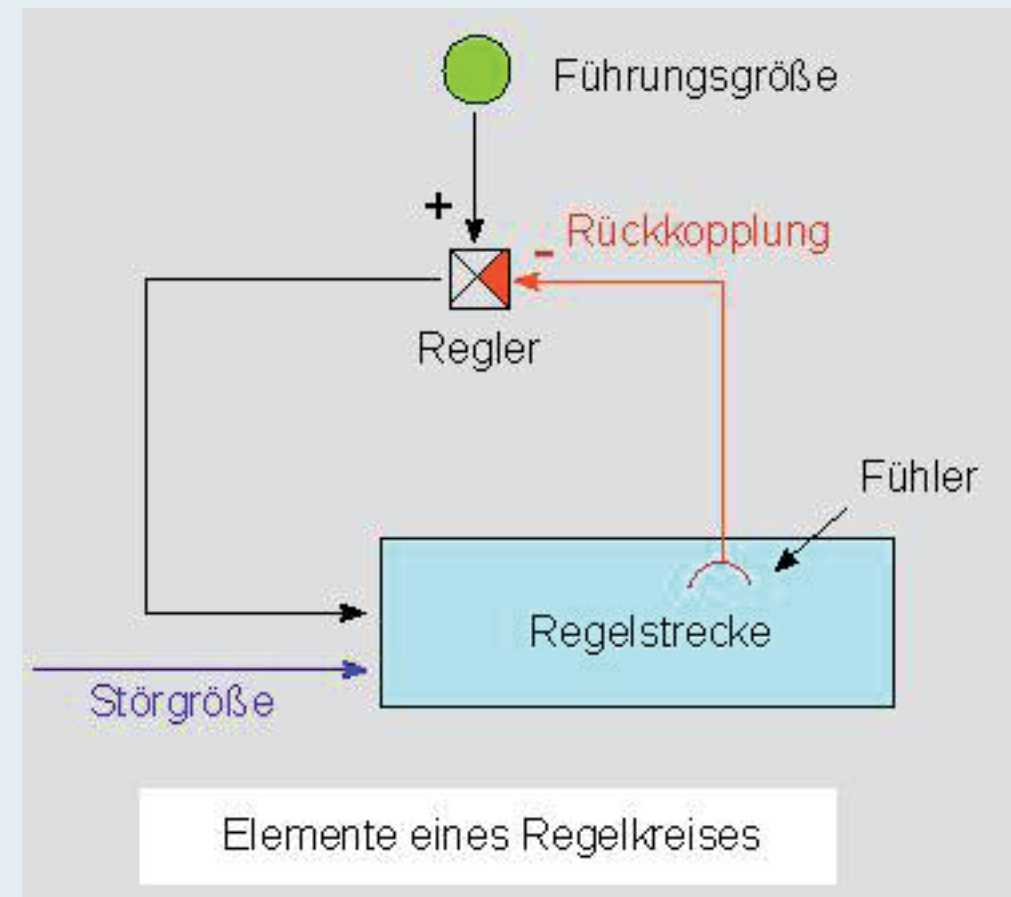 Führungsgröße
+
- Rückkopplung
Regler
Fühler
Regelstrecke
Störgröße
Elemente eines Regelkreises